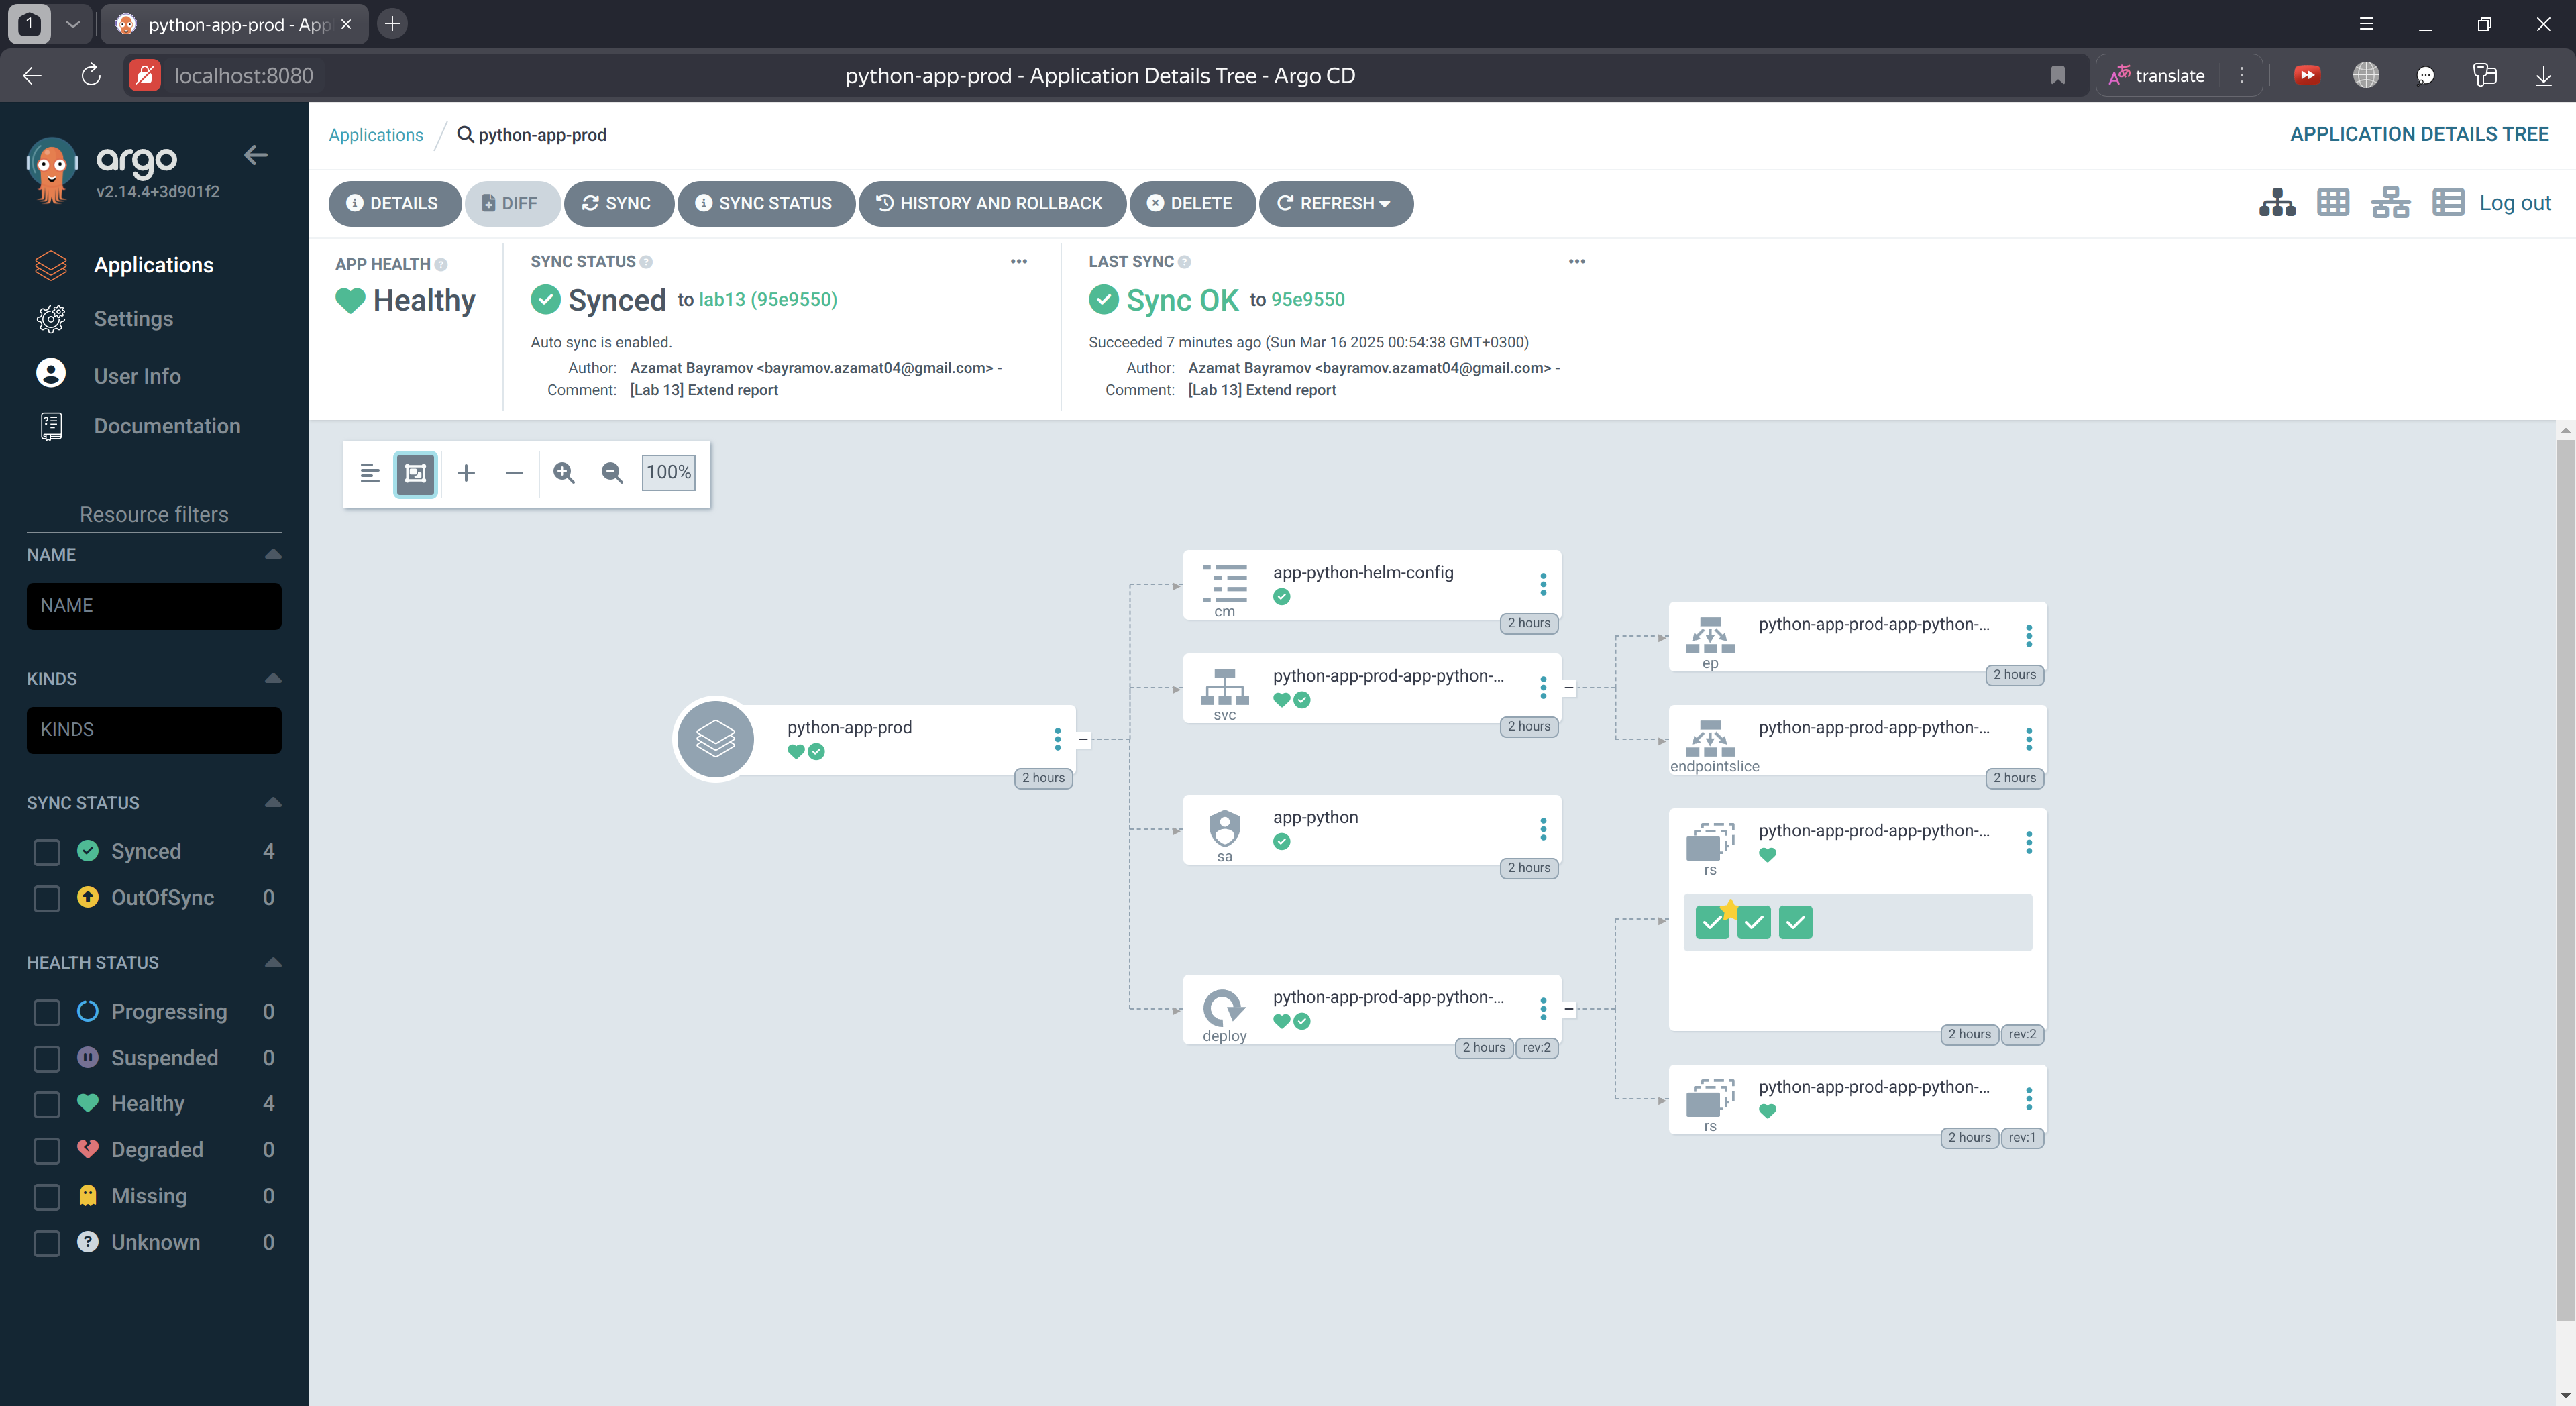 1
python-app-prod - App
localhost:8080
python-app-prod - Application Details Tree - Argo CD
translate
argo
v2.14.4+3d901f2
Applications
Settings
User Info
Documentation
Resource filters
NAME
NAME
KINDS
KINDS
SYNC STATUS
Synced 4
OutOfSync 0
HEALTH STATUS
Progressing 0
Suspended 0
Healthy 4
Degraded 0
Missing 0
Unknown 0
Applications / python-app-prod
APPLICATION DETAILS TREE
DETAILS DIFF SYNC SYNC STATUS HISTORY AND ROLLBACK DELETE REFRESH
Log out
APP HEALTH
Healthy
SYNC STATUS
Synced to lab13 (95e9550)
Auto sync is enabled.
Author: Azamat Bayramov <bayramov.azamat04@gmail.com> -
Comment: [Lab 13] Extend report
LAST SYNC
Sync OK to 95e9550
Succeeded 7 minutes ago (Sun Mar 16 2025 00:54:38 GMT+0300)
Author: Azamat Bayramov <bayramov.azamat04@gmail.com> -
Comment: [Lab 13] Extend report
100%
python-app-prod
2 hours
app-python-helm-config
cm
2 hours
python-app-prod-app-python-...
svc
2 hours
app-python
sa
2 hours
python-app-prod-app-python-...
deploy
2 hours rev:2
python-app-prod-app-python-...
ep
2 hours
python-app-prod-app-python-...
endpointslice
2 hours
python-app-prod-app-python-...
rs
2 hours rev:2
python-app-prod-app-python-...
rs
2 hours rev:1